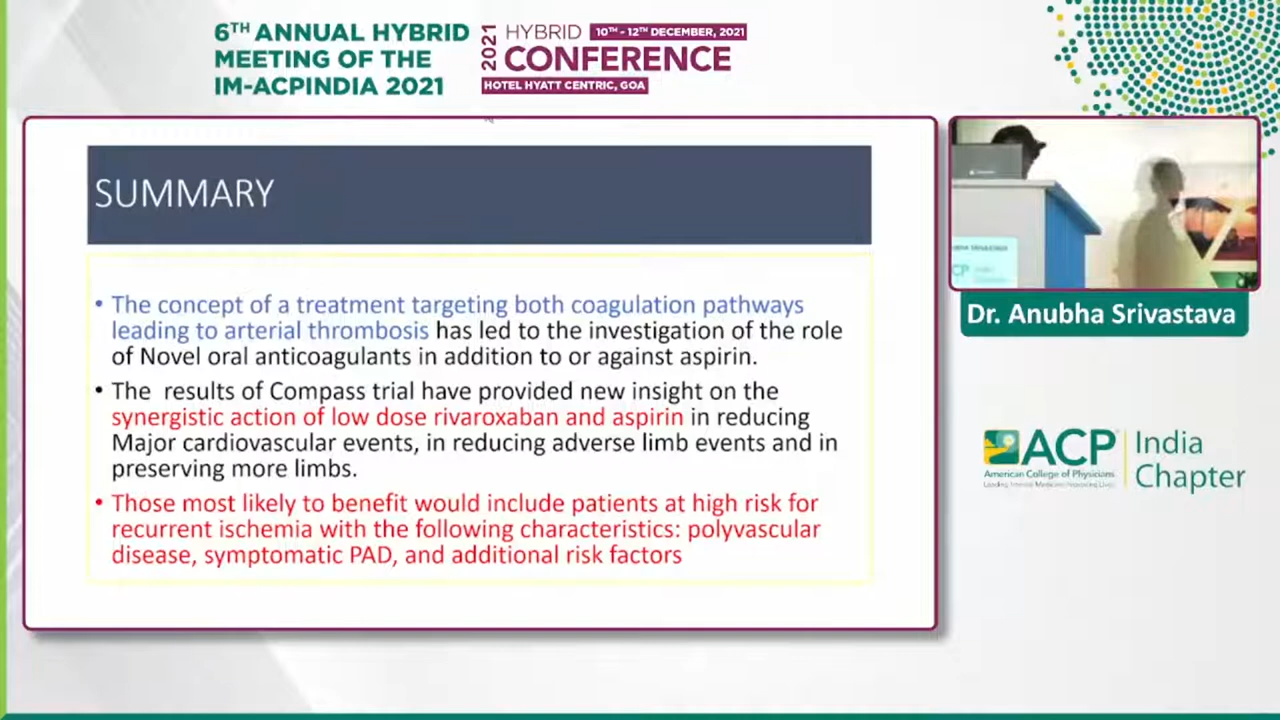 6TH ANNUAL HYBRID
MEETING OF THE
IM-ACPINDIA 2021
2021
HYBRID 10TH - 12TH DECEMBER, 2021
CONFERENCE
HOTEL HYATT CENTRIC, GOA
SUMMARY
• The concept of a treatment targeting both coagulation pathways
leading to arterial thrombosis has led to the investigation of the role
of Novel oral anticoagulants in addition to or against aspirin.
• The results of Compass trial have provided new insight on the
synergistic action of low dose rivaroxaban and aspirin in reducing
Major cardiovascular events, in reducing adverse limb events and in
preserving more limbs.
• Those most likely to benefit would include patients at high risk for
recurrent ischemia with the following characteristics: polyvascular
disease, symptomatic PAD, and additional risk factors
Dr. Anubha Srivastava
ACP
American College of Physicians
Leading Internal Medicine, Improving Lives
India
Chapter